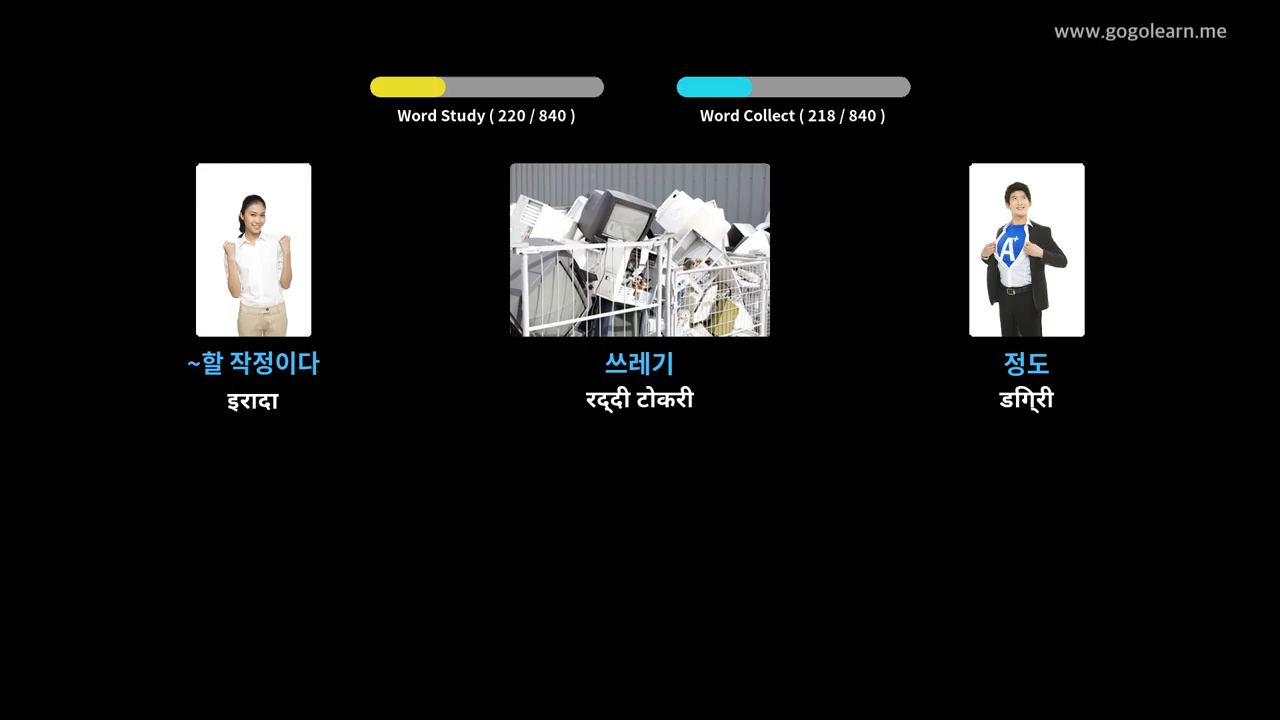 www.gogolearn.me
Word Study ( 220 / 840 )
Word Collect ( 218 / 840 )
A+
~할 작정이다
쓰레기
정도
इरादा
रद्दी टोकरी
डिग्री